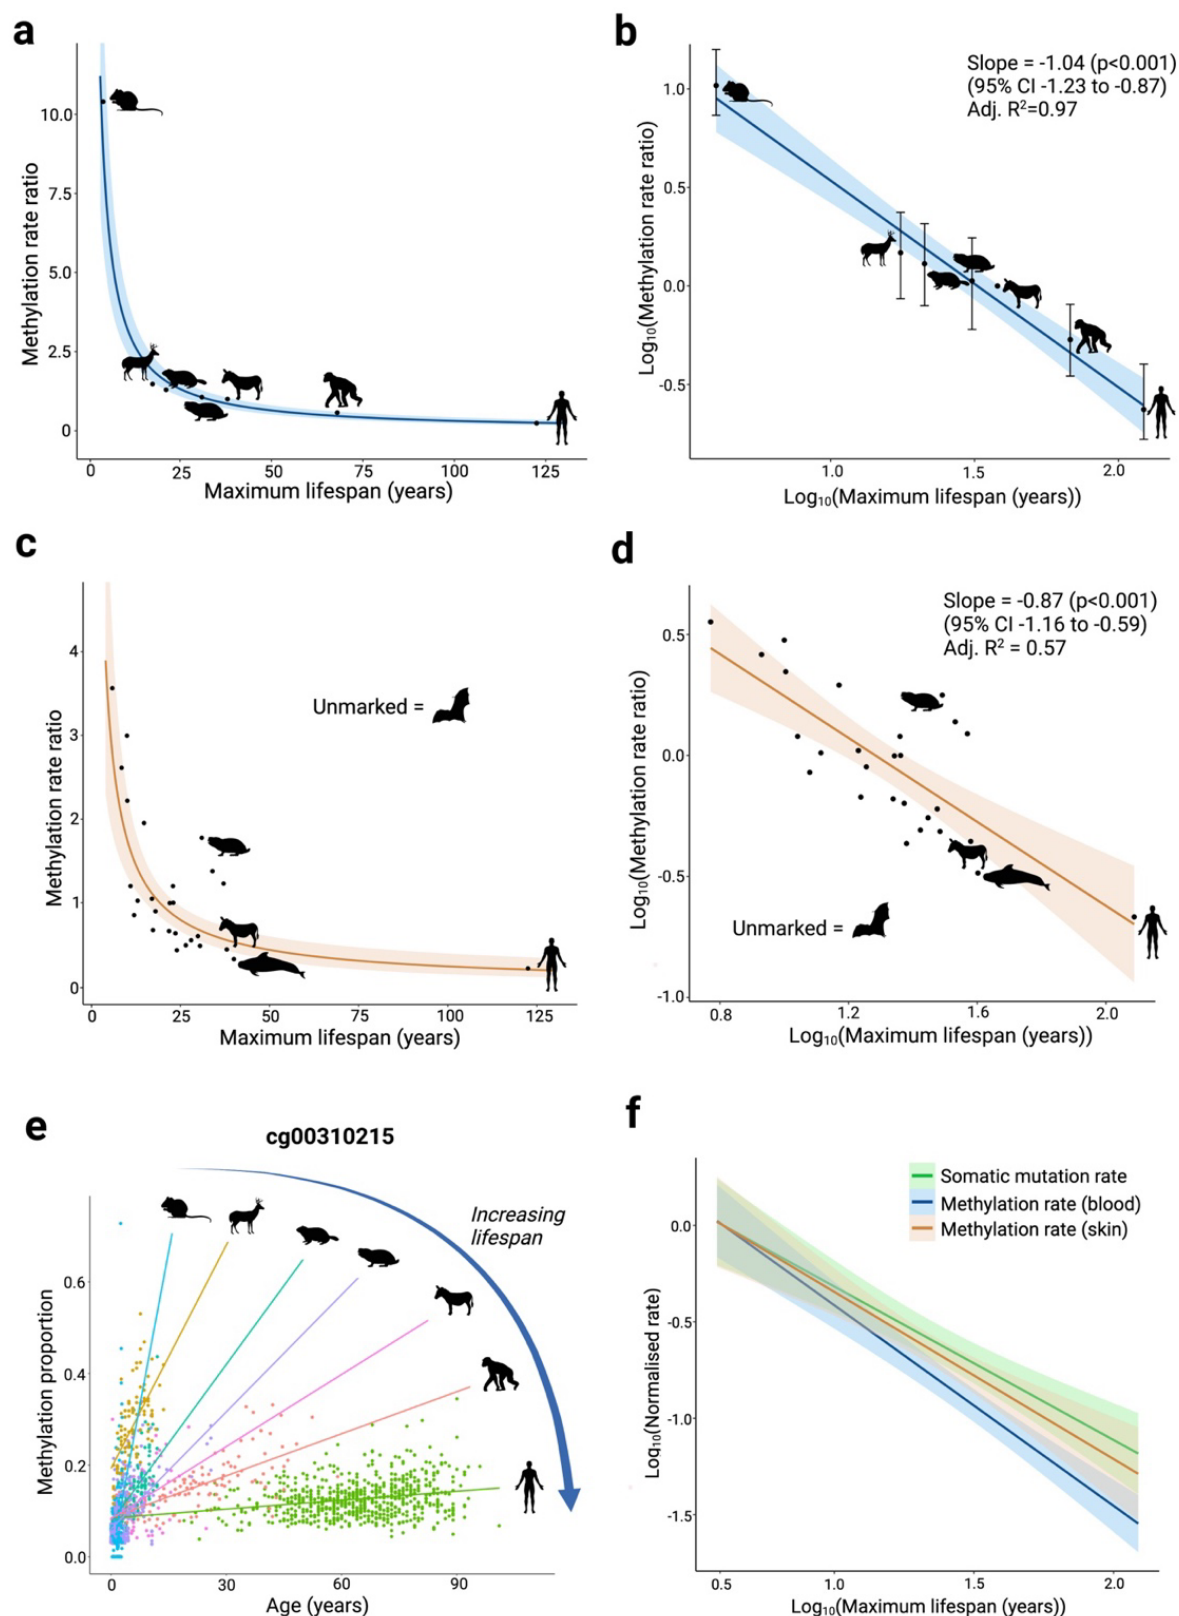 a
Methylation rate ratio
10.0
7.5
5.0
2.5
0
0 25 50 75 100 125
Maximum lifespan (years)
b
Slope = -1.04 (p<0.001)
(95% CI -1.23 to -0.87)
Adj. R²=0.97
Log₁₀(Methylation rate ratio)
1.0
0.5
0.0
-0.5
1.0 1.5 2.0
Log₁₀(Maximum lifespan (years))
c
Methylation rate ratio
4
3
2
1
0
Unmarked =
0 25 50 75 100 125
Maximum lifespan (years)
d
Slope = -0.87 (p<0.001)
(95% CI -1.16 to -0.59)
Adj. R² = 0.57
Log₁₀(Methylation rate ratio)
0.5
0.0
-0.5
-1.0
Unmarked =
0.8 1.2 1.6 2.0
Log₁₀(Maximum lifespan (years))
e
cg00310215
Increasing
lifespan
Methylation proportion
0.6
0.4
0.2
0.0
0 30 60 90
Age (years)
f
Somatic mutation rate
Methylation rate (blood)
Methylation rate (skin)
Log₁₀(Normalised rate)
0.0
-0.5
-1.0
-1.5
0.5 1.0 1.5 2.0
Log₁₀(Maximum lifespan (years))